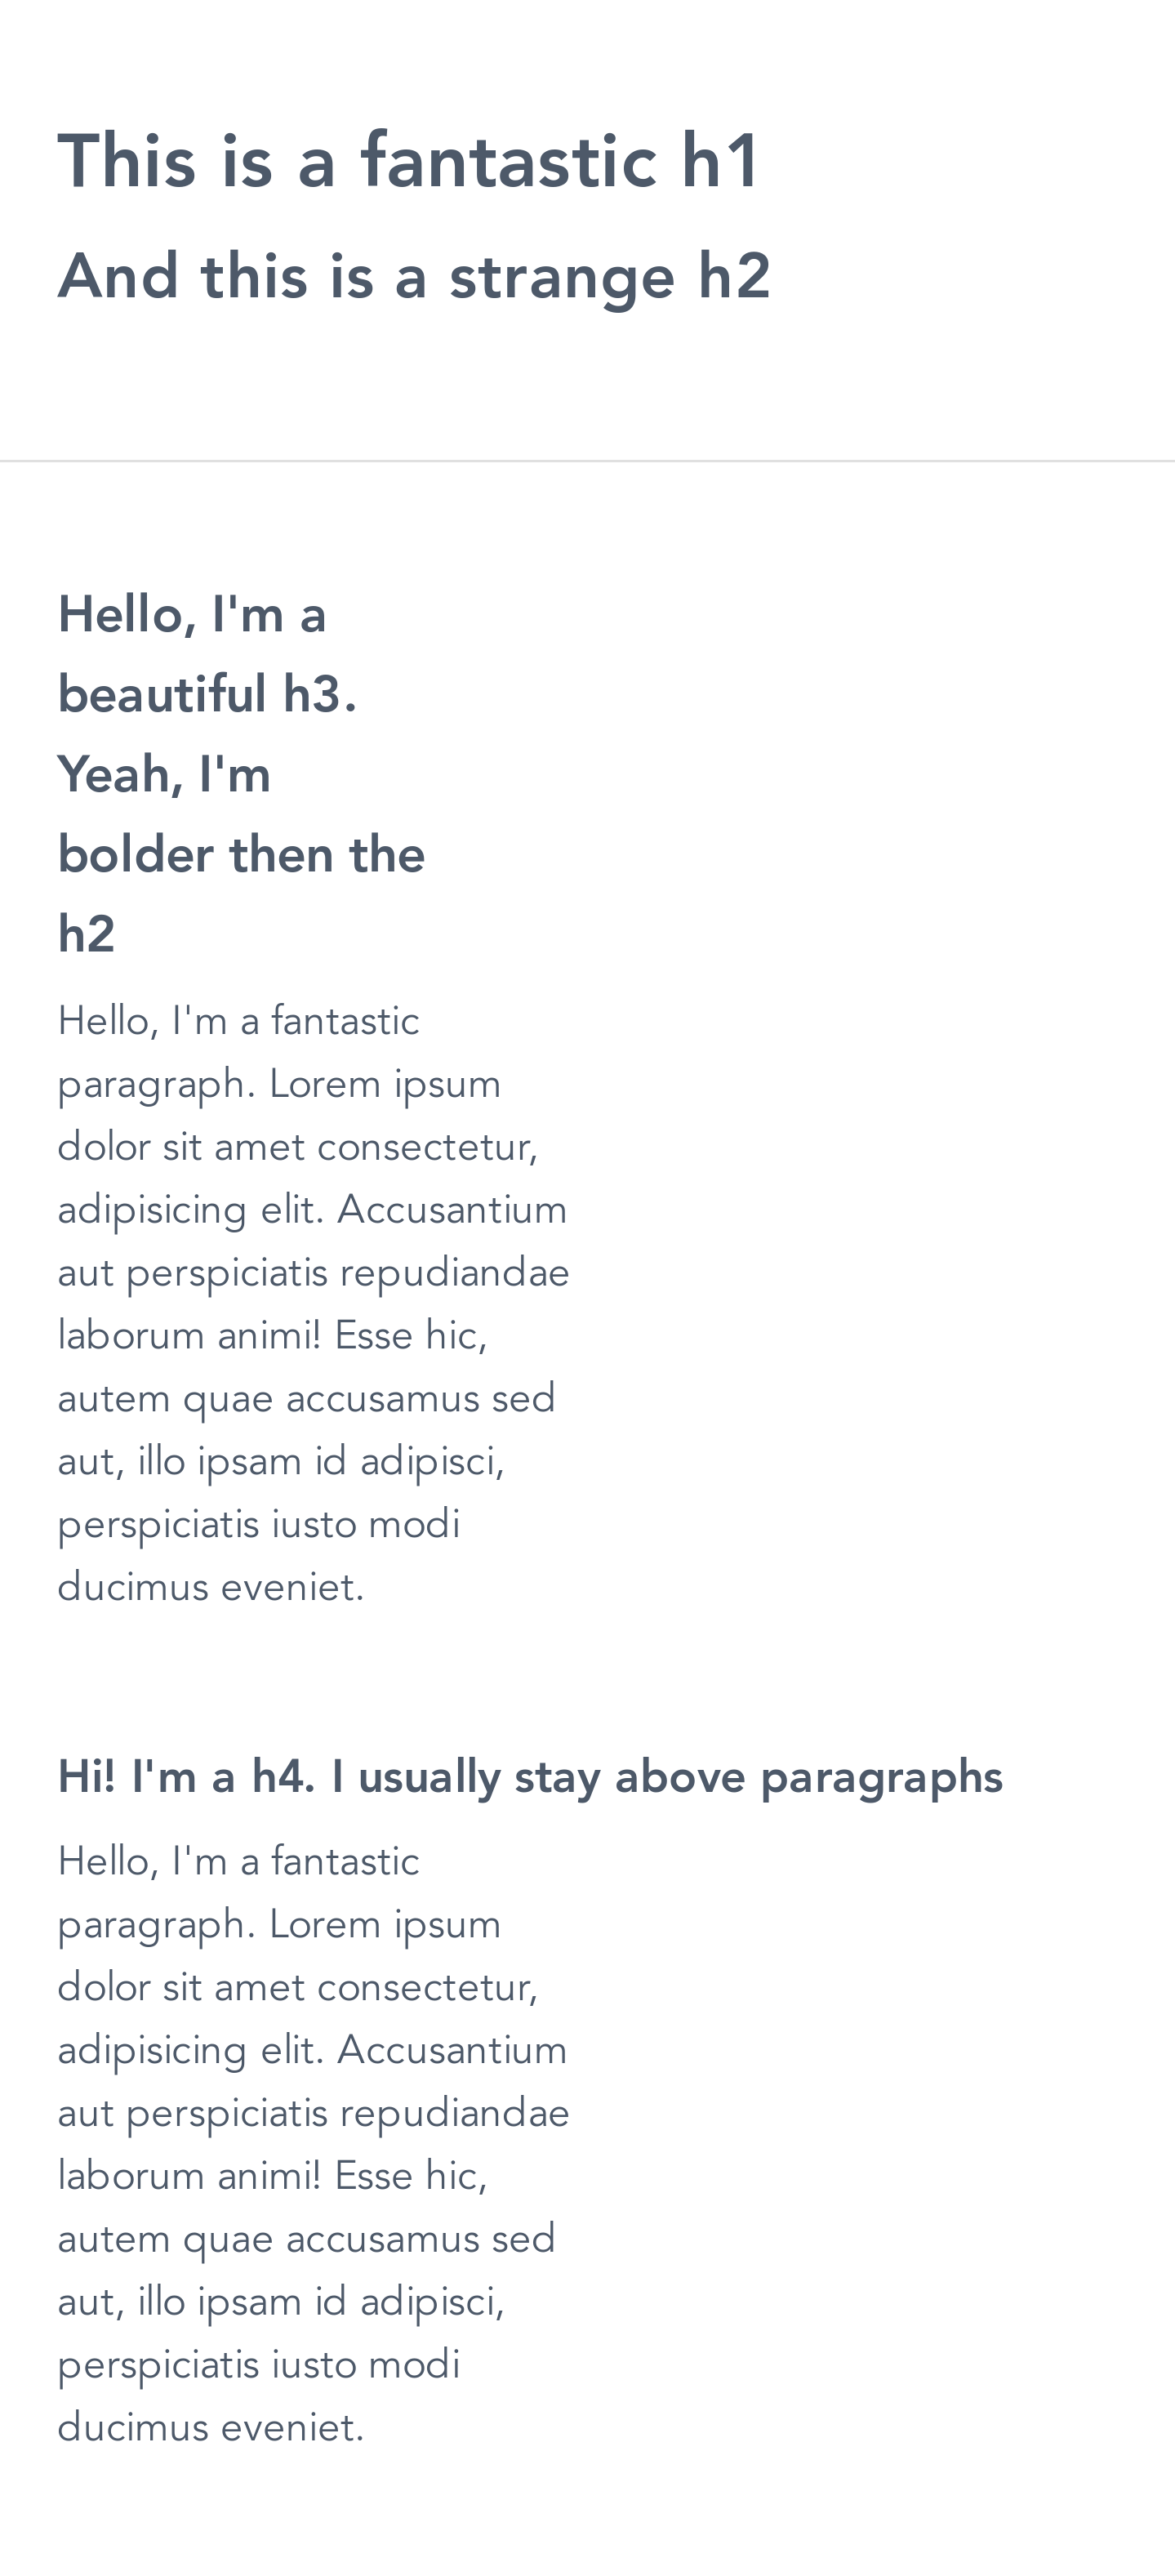 This is a fantastic h1
And this is a strange h2
Hello, I'm a
beautiful h3.
Yeah, I'm
bolder then the
h2
Hello, I'm a fantastic
paragraph. Lorem ipsum
dolor sit amet consectetur,
adipisicing elit. Accusantium
aut perspiciatis repudiandae
laborum animi! Esse hic,
autem quae accusamus sed
aut, illo ipsam id adipisci,
perspiciatis iusto modi
ducimus eveniet.
Hi! I'm a h4. I usually stay above paragraphs
Hello, I'm a fantastic
paragraph. Lorem ipsum
dolor sit amet consectetur,
adipisicing elit. Accusantium
aut perspiciatis repudiandae
laborum animi! Esse hic,
autem quae accusamus sed
aut, illo ipsam id adipisci,
perspiciatis iusto modi
ducimus eveniet.